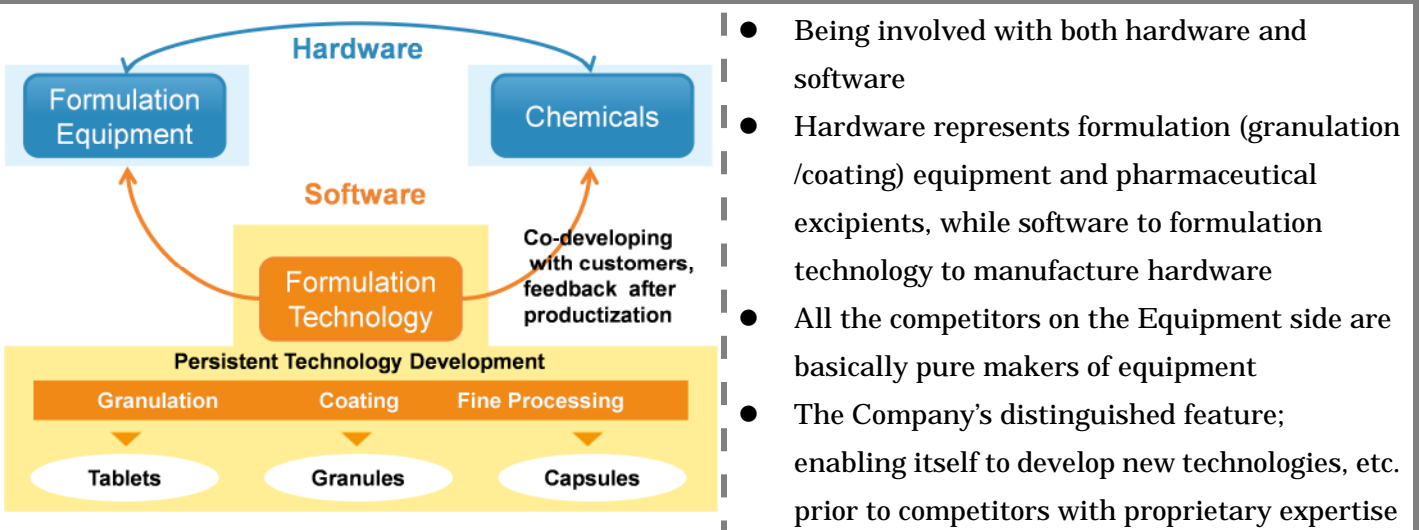 Hardware
Formulation
Equipment
Chemicals
Software
Co-developing
with customers,
feedback after
productization
Formulation
Technology
Persistent Technology Development
Granulation Coating Fine Processing
Tablets Granules Capsules
● Being involved with both hardware and
software
● Hardware represents formulation (granulation
/coating) equipment and pharmaceutical
excipients, while software to formulation
technology to manufacture hardware
● All the competitors on the Equipment side are
basically pure makers of equipment
● The Company’s distinguished feature;
enabling itself to develop new technologies, etc.
prior to competitors with proprietary expertise